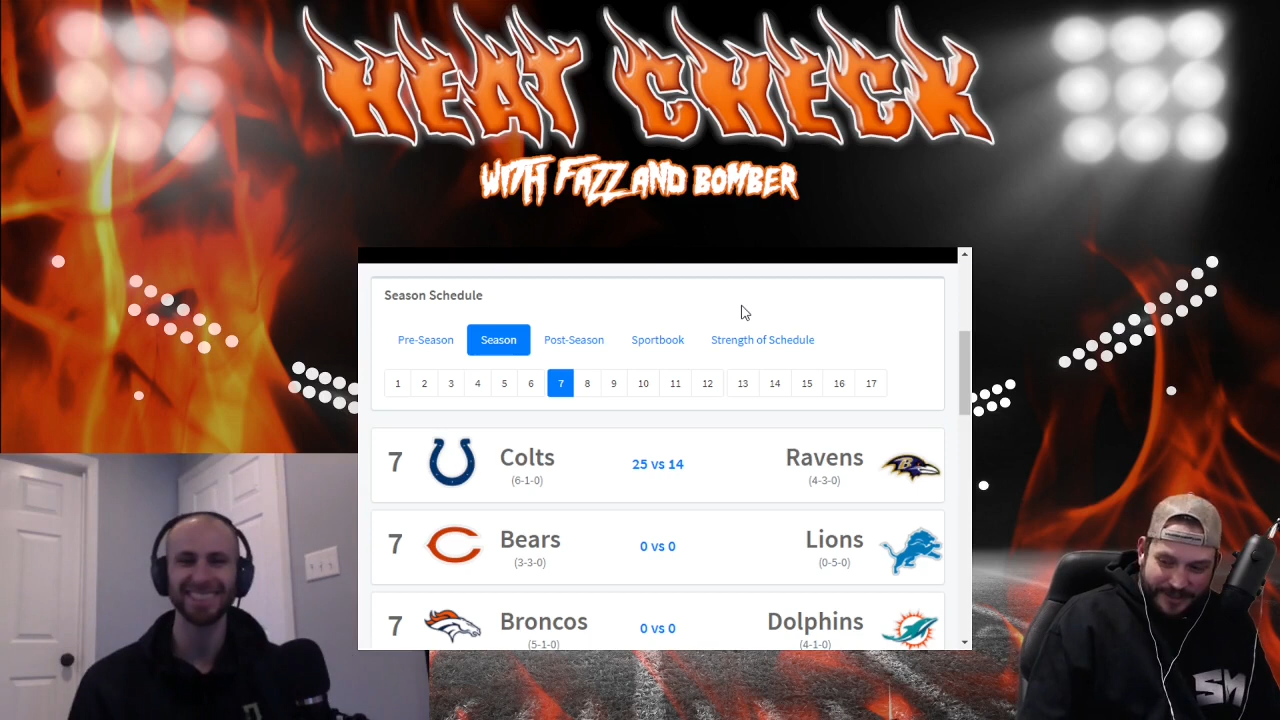 HEAT CHECK
WITH FAZZ AND BOMBER
Season Schedule
Pre-Season Season Post-Season Sportbook Strength of Schedule
1 2 3 4 5 6 7 8 9 10 11 12 13 14 15 16 17
7 Colts 25 vs 14 Ravens
(6-1-0) (4-3-0)
7 Bears 0 vs 0 Lions
(3-3-0) (0-5-0)
7 Broncos 0 vs 0 Dolphins
(5-1-0) (4-1-0)
SM